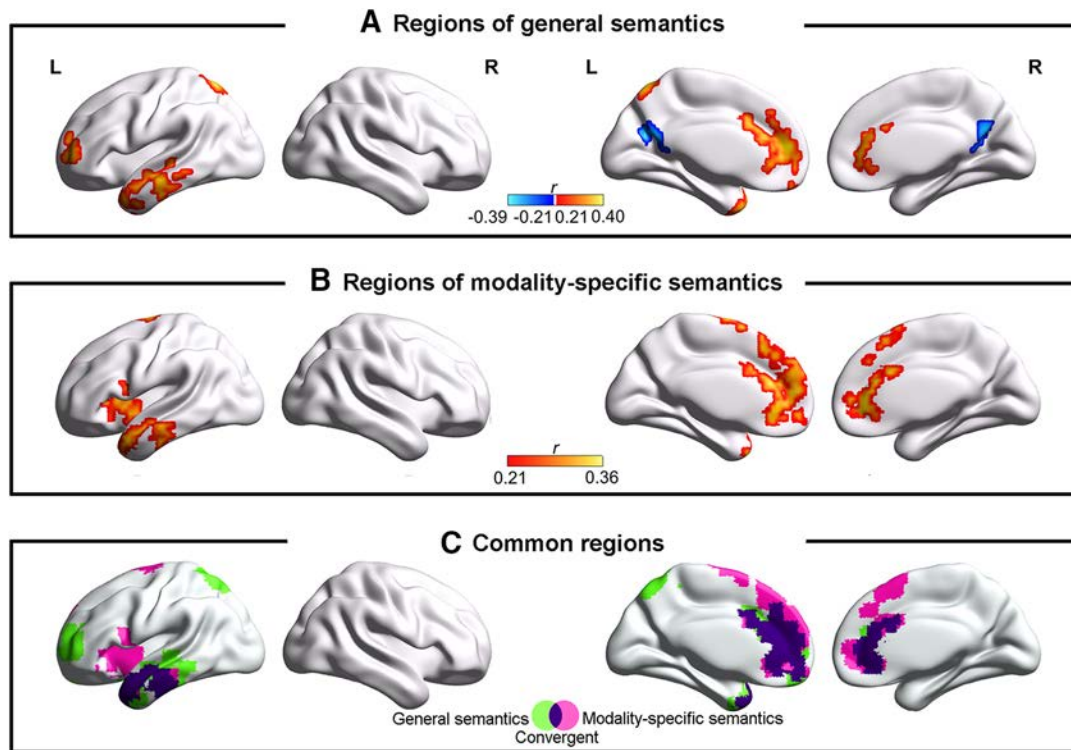 A Regions of general semantics
L R L R
r
-0.39 -0.21 0.21 0.40
B Regions of modality-specific semantics
r
0.21 0.36
C Common regions
General semantics Modality-specific semantics
Convergent